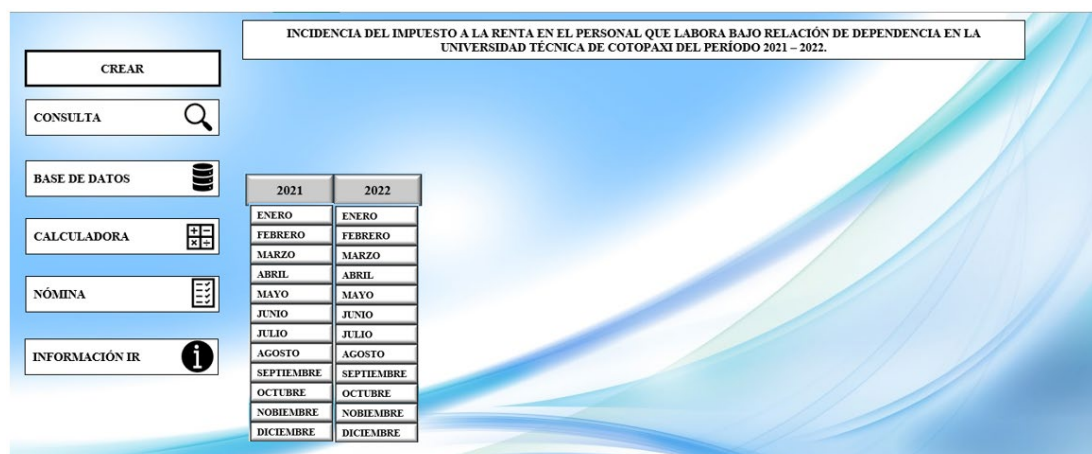 INCIDENCIA DEL IMPUESTO A LA RENTA EN EL PERSONAL QUE LABORA BAJO RELACIÓN DE DEPENDENCIA EN LA
UNIVERSIDAD TÉCNICA DE COTOPAXI DEL PERÍODO 2021 – 2022.
CREAR
CONSULTA
BASE DE DATOS
CALCULADORA
NÓMINA
INFORMACIÓN IR
2021 2022
ENERO ENERO
FEBRERO FEBRERO
MARZO MARZO
ABRIL ABRIL
MAYO MAYO
JUNIO JUNIO
JULIO JULIO
AGOSTO AGOSTO
SEPTIEMBRE SEPTIEMBRE
OCTUBRE OCTUBRE
NOBIEMBRE NOBIEMBRE
DICIEMBRE DICIEMBRE